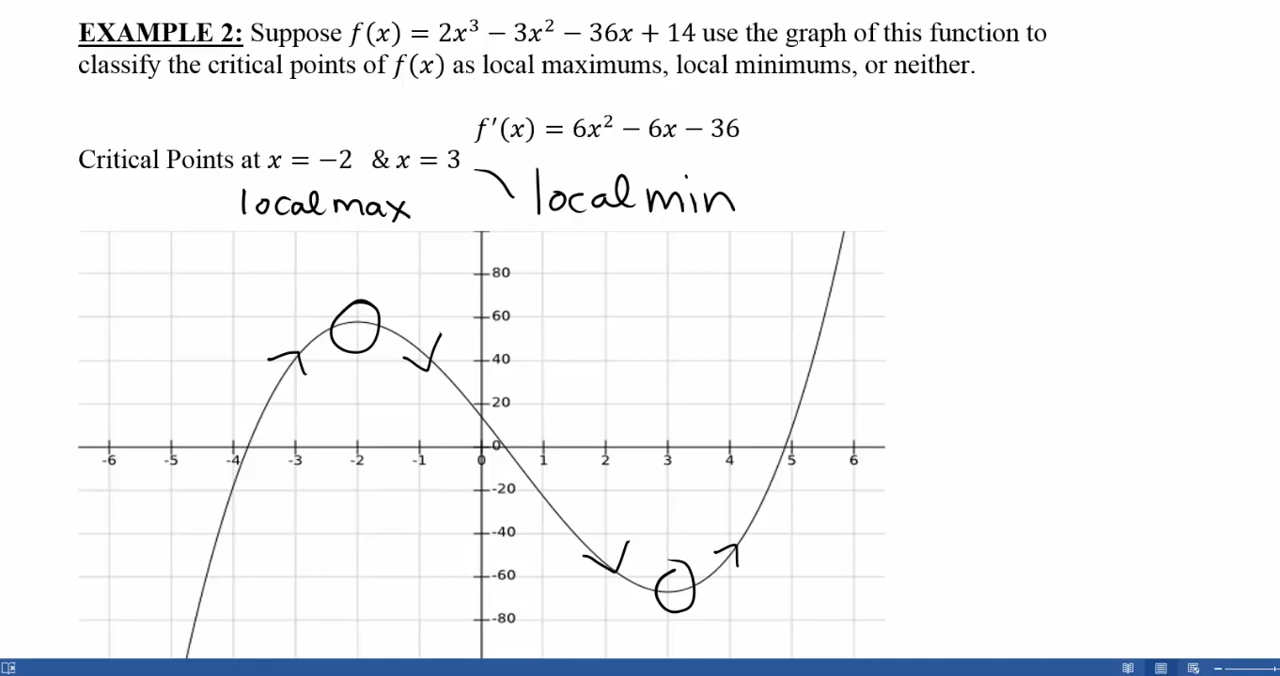 EXAMPLE 2: Suppose f(x) = 2x³ − 3x² − 36x + 14 use the graph of this function to
classify the critical points of f(x) as local maximums, local minimums, or neither.
f′(x) = 6x² − 6x − 36
Critical Points at x = −2 & x = 3
local max
local min
80
60
40
20
0
-6 -5 -4 -3 -2 -1 0 1 2 3 4 5 6
-20
-40
-60
-80